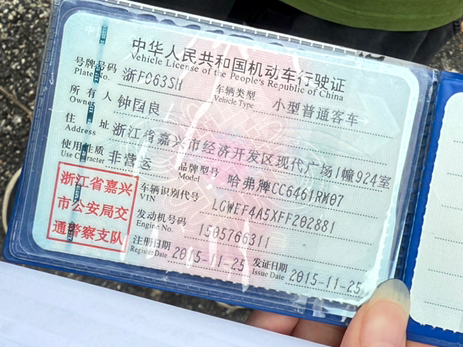 中华人民共和国机动车行驶证
Vehicle License of the People's Republic of China
号牌号码 浙FC63SH 车辆类型 小型普通客车
Plate No. Vehicle Type
所有人 钟国良
Owner
住址 浙江省嘉兴市经济开发区现代广场1幢924室
Address
使用性质 非营运 品牌型号 哈弗牌CC6461RM07
Use Character Model
浙江省嘉兴
市公安局交
通警察支队
车辆识别代号 LGWEF4A5XFF202881
VIN
发动机号码 1505766311
Engine No.
注册日期 2015-11-25 发证日期 2015-11-25
Register Date Issue Date